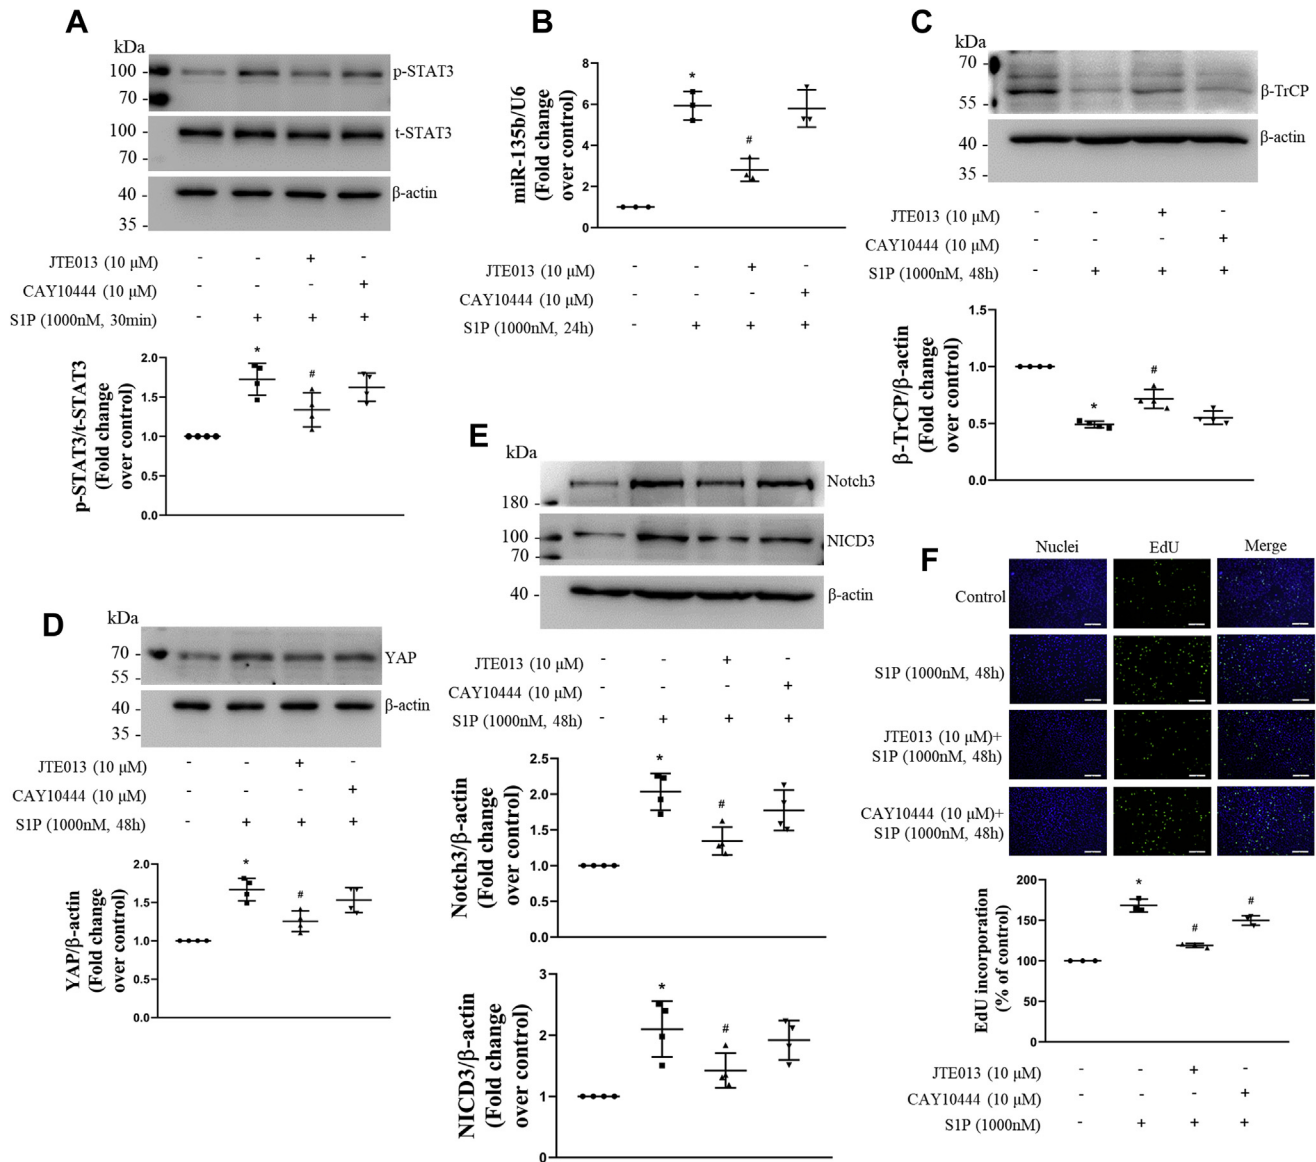 A
kDa
100 -
70 -
p-STAT3
100 -
70 -
t-STAT3
40 -
35 -
β-actin
JTE013 (10 μM) - - + -
CAY10444 (10 μM) - - - +
S1P (1000nM, 30min) - + + +
p-STAT3/t-STAT3
(Fold change
over control)
2.0
1.5
1.0
0.5
0.0
*
#
B
miR-135b/U6
(Fold change
over control)
8
6
4
2
0
*
#
JTE013 (10 μM) - - + -
CAY10444 (10 μM) - - - +
S1P (1000nM, 24h) - + + +
C
kDa
70 -
55 -
β-TrCP
40 -
35 -
β-actin
JTE013 (10 μM) - - + -
CAY10444 (10 μM) - - - +
S1P (1000nM, 48h) - + + +
β-TrCP/β-actin
(Fold change
over control)
1.5
1.0
0.5
0.0
*
#
D
kDa
70 -
55 -
YAP
40 -
35 -
β-actin
JTE013 (10 μM) - - + -
CAY10444 (10 μM) - - - +
S1P (1000nM, 48h) - + + +
YAP/β-actin
(Fold change
over control)
2.0
1.5
1.0
0.5
0.0
*
#
E
kDa
180 -
Notch3
100 -
70 -
NICD3
40 -
β-actin
JTE013 (10 μM) - - + -
CAY10444 (10 μM) - - - +
S1P (1000nM, 48h) - + + +
Notch3/β-actin
(Fold change
over control)
2.5
2.0
1.5
1.0
0.5
0.0
*
#
NICD3/β-actin
(Fold change
over control)
3
2
1
0
*
#
F
Nuclei EdU Merge
Control
S1P (1000nM, 48h)
JTE013 (10 μM)+
S1P (1000nM, 48h)
CAY10444 (10 μM)+
S1P (1000nM, 48h)
EdU incorporation
(% of control)
200
150
100
50
0
*
#
#
JTE013 (10 μM) - - + -
CAY10444 (10 μM) - - - +
S1P (1000nM) - + + +